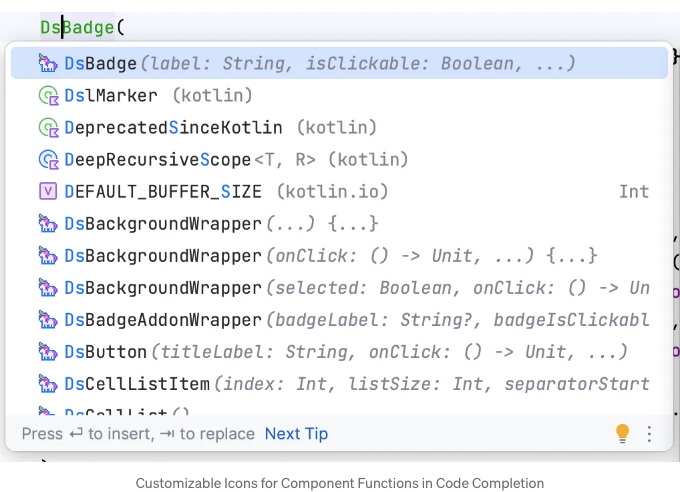 DsBadge(
DsBadge(label: String, isClickable: Boolean, ...)
DslMarker (kotlin)
DeprecatedSinceKotlin (kotlin)
DeepRecursiveScope<T, R> (kotlin)
V DEFAULT_BUFFER_SIZE (kotlin.io) Int
DsBackgroundWrapper(...) {...}
DsBackgroundWrapper(onClick: () -> Unit, ...) {...}
DsBackgroundWrapper(selected: Boolean, onClick: () -> Un
DsBadgeAddonWrapper(badgeLabel: String?, badgeIsClickabl
DsButton(titleLabel: String, onClick: () -> Unit, ...)
DsCellListItem(index: Int, listSize: Int, separatorStart
DsCellList()
Press ↵ to insert, ⇥ to replace Next Tip
Customizable Icons for Component Functions in Code Completion